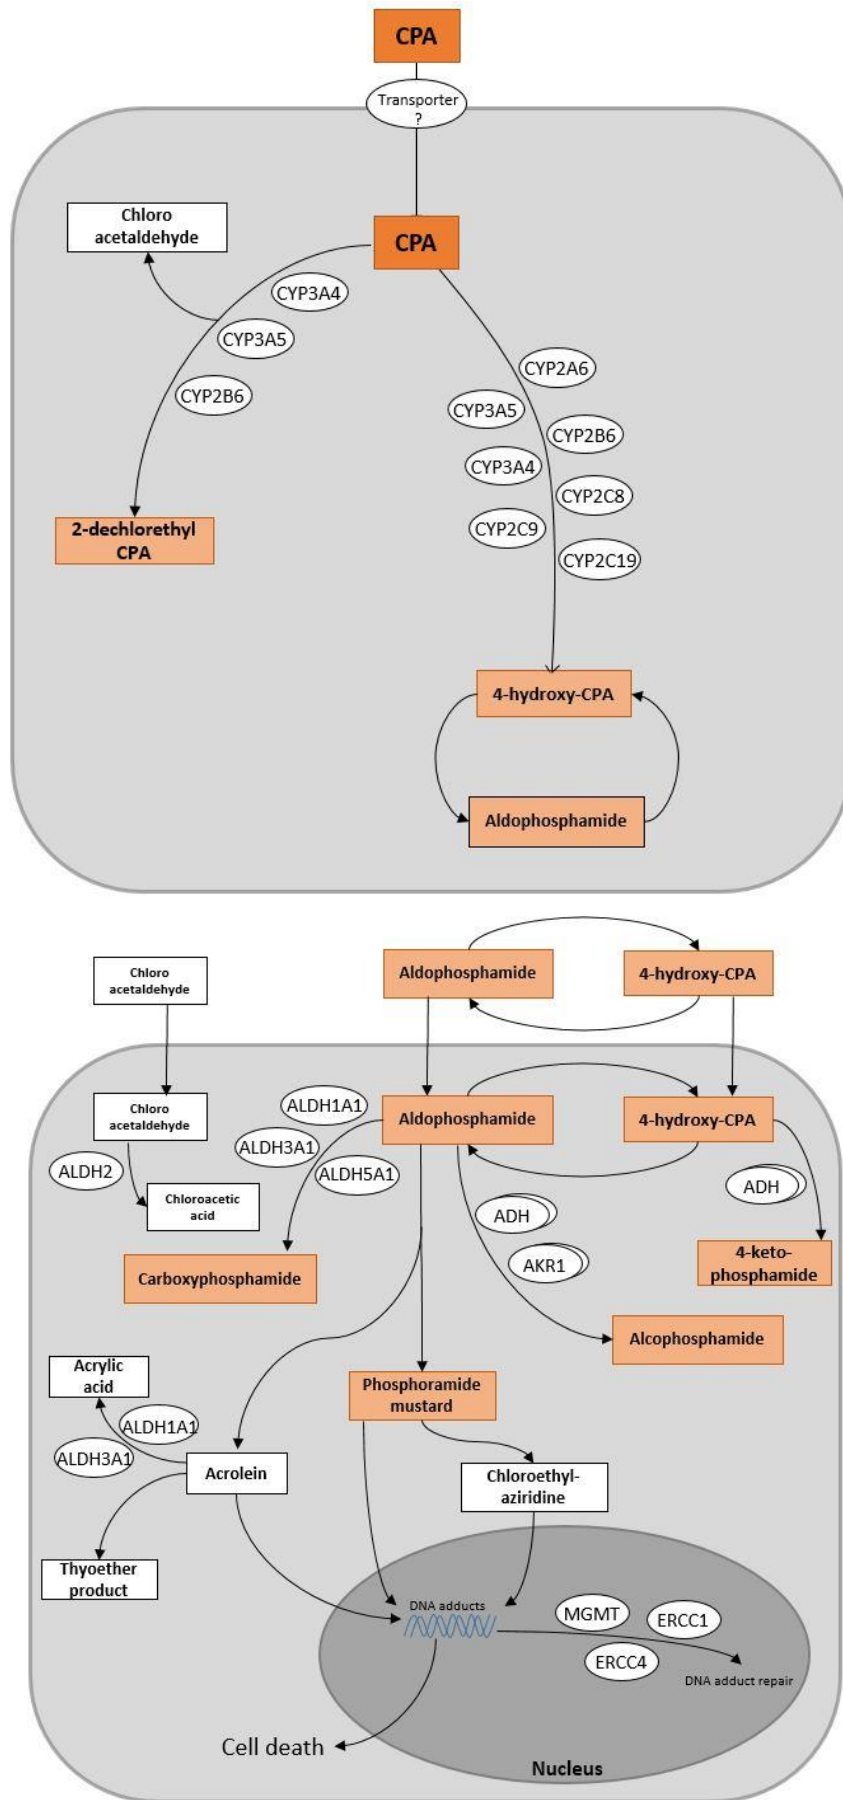 CPA
Transporter
?
Chloro
acetaldehyde
CPA
CYP3A4
CYP3A5
CYP2B6
CYP2A6
CYP3A5
CYP2B6
CYP3A4
CYP2C8
CYP2C9
CYP2C19
2-dechlorethyl
CPA
4-hydroxy-CPA
Aldophosphamide
Chloro
acetaldehyde
Aldophosphamide
4-hydroxy-CPA
Chloro
acetaldehyde
ALDH2
Chloroacetic
acid
ALDH1A1
ALDH3A1
ALDH5A1
Aldophosphamide
4-hydroxy-CPA
ADH
AKR1
ADH
4-keto-
phosphamide
Carboxyphosphamide
Alcophosphamide
Acrylic
acid
ALDH1A1
ALDH3A1
Acrolein
Phosphoramide
mustard
Chloroethyl-
aziridine
Thyoether
product
DNA adducts
MGMT
ERCC1
ERCC4
DNA adduct repair
Cell death
Nucleus